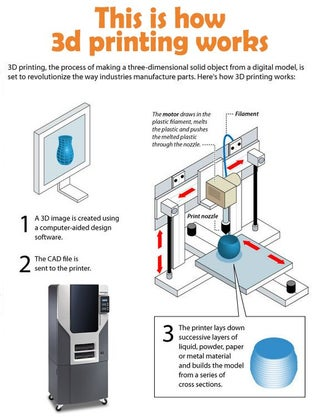 This is how
3d printing works
3D printing, the process of making a three-dimensional solid object from a digital model, is
set to revolutionize the way industries manufacture parts. Here's how 3D printing works:
The motor draws in the
plastic filament, melts
the plastic and pushes
the melted plastic
through the nozzle.
Filament
Print nozzle
1 A 3D image is created using
a computer-aided design
software.
2 The CAD file is
sent to the printer.
3 The printer lays down
successive layers of
liquid, powder, paper
or metal material
and builds the model
from a series of
cross sections.